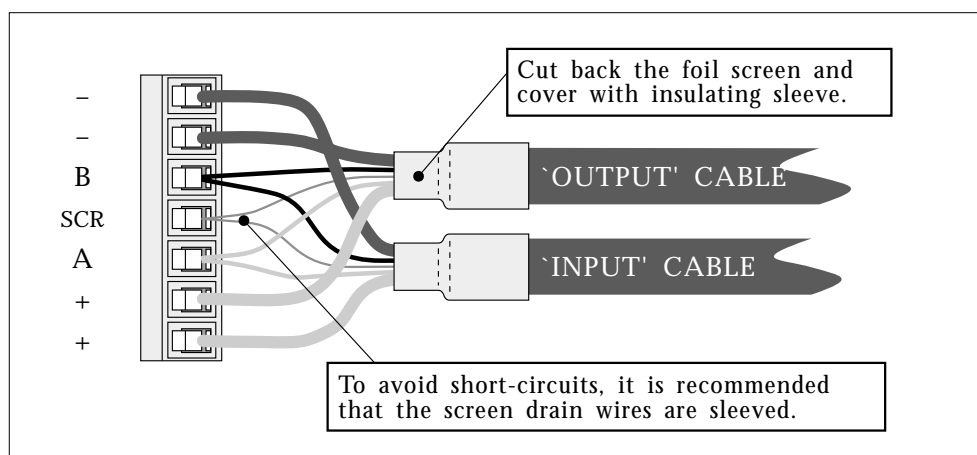 Cut back the foil screen and
cover with insulating sleeve.
–
–
B
SCR
A
+
+
`OUTPUT' CABLE
`INPUT' CABLE
To avoid short-circuits, it is recommended
that the screen drain wires are sleeved.